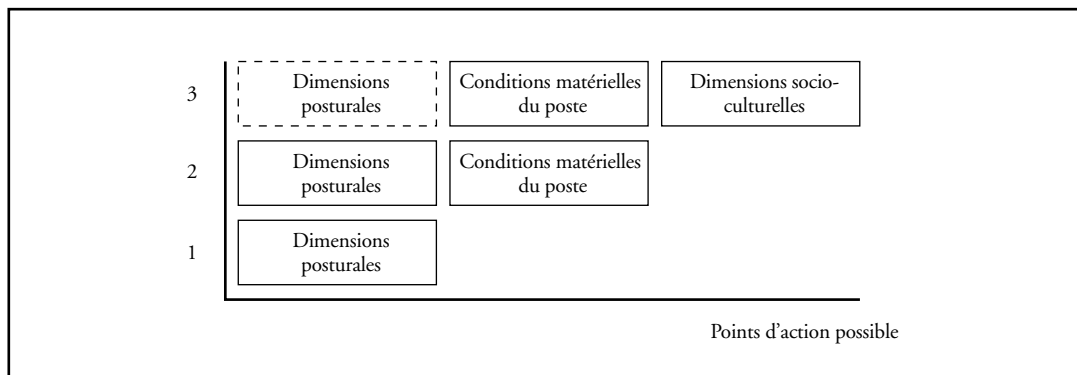 3
Dimensions
posturales
Conditions matérielles
du poste
Dimensions socio-
culturelles
2
Dimensions
posturales
Conditions matérielles
du poste
1
Dimensions
posturales
Points d’action possible